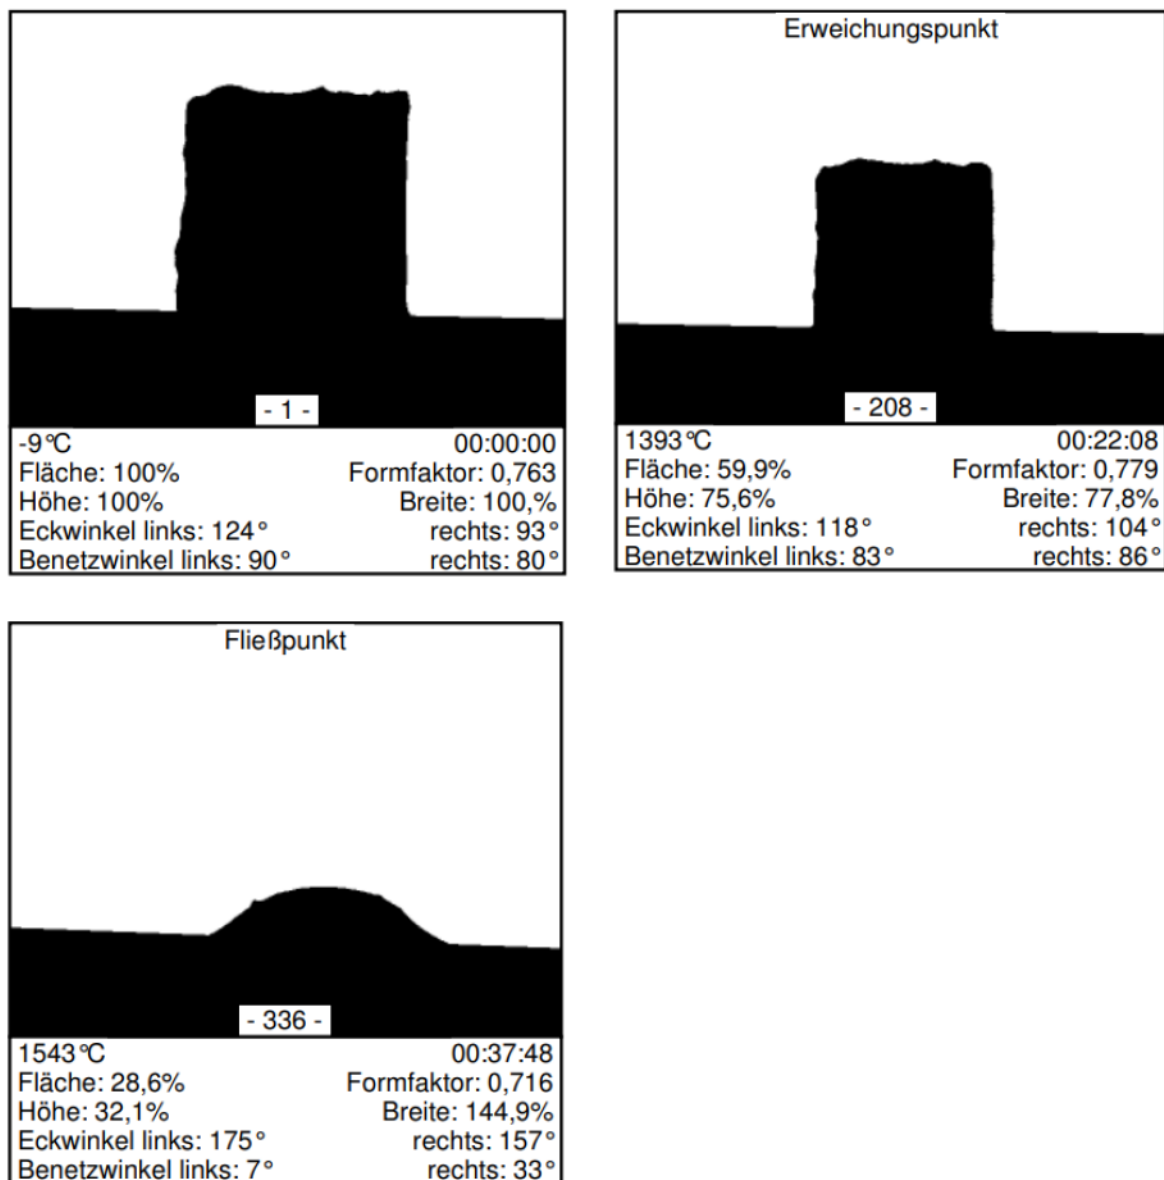 - 1 -
-9°C 00:00:00
Fläche: 100% Formfaktor: 0,763
Höhe: 100% Breite: 100,%
Eckwinkel links: 124° rechts: 93°
Benetzwinkel links: 90° rechts: 80°
Erweichungspunkt
- 208 -
1393°C 00:22:08
Fläche: 59,9% Formfaktor: 0,779
Höhe: 75,6% Breite: 77,8%
Eckwinkel links: 118° rechts: 104°
Benetzwinkel links: 83° rechts: 86°
Fließpunkt
- 336 -
1543°C 00:37:48
Fläche: 28,6% Formfaktor: 0,716
Höhe: 32,1% Breite: 144,9%
Eckwinkel links: 175° rechts: 157°
Benetzwinkel links: 7° rechts: 33°